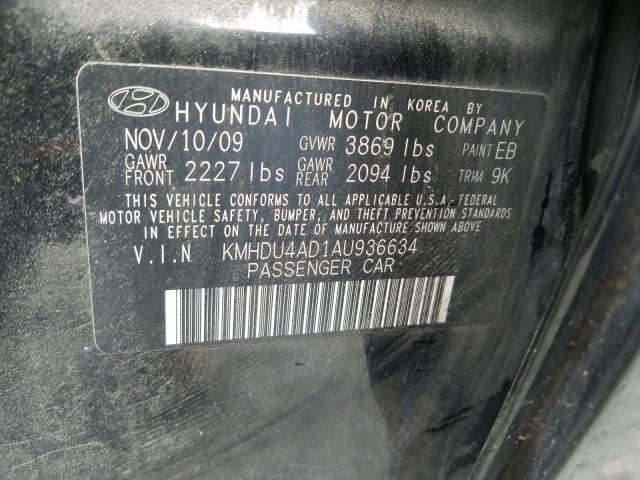 MANUFACTURED IN KOREA BY
HYUNDAI MOTOR COMPANY
NOV/10/09 GVWR 3869 lbs PAINT EB
GAWR FRONT 2227 lbs GAWR REAR 2094 lbs TRIM 9K
THIS VEHICLE CONFORMS TO ALL APPLICABLE U.S.A. FEDERAL
MOTOR VEHICLE SAFETY, BUMPER, AND THEFT PREVENTION STANDARDS
IN EFFECT ON THE DATE OF MANUFACTURE SHOWN ABOVE
V.I.N KMHDU4AD1AU936634
PASSENGER CAR